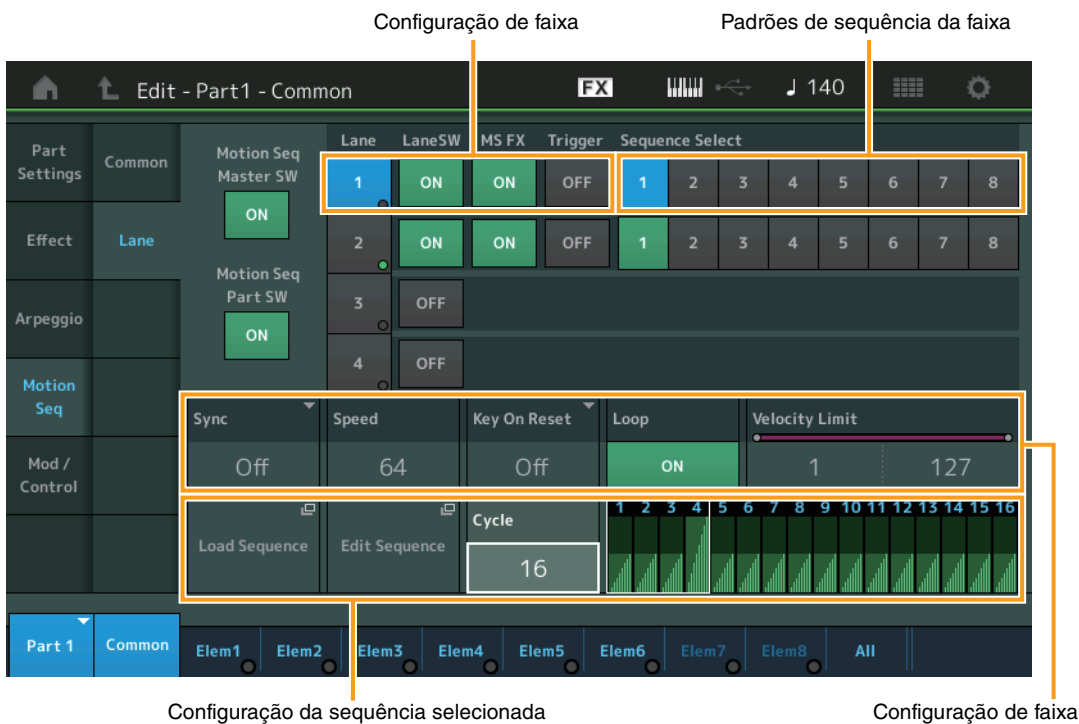 Configuração de faixa
Padrões de sequência da faixa
Edit - Part1 - Common
FX
140
Part Settings
Common
Motion Seq Master SW
ON
Lane
LaneSW
MS FX
Trigger
Sequence Select
1 ON ON OFF 1 2 3 4 5 6 7 8
Effect
Lane
2 ON ON OFF 1 2 3 4 5 6 7 8
Motion Seq Part SW
ON
Arpeggio
3 OFF
4 OFF
Motion Seq
Sync
Speed
Key On Reset
Loop
Velocity Limit
Mod / Control
Off
64
Off
ON
1
127
Load Sequence
Edit Sequence
Cycle
16
1 2 3 4 5 6 7 8 9 10 11 12 13 14 15 16
Part 1
Common
Elem1
Elem2
Elem3
Elem4
Elem5
Elem6
Elem7
Elem8
All
Configuração da sequência selecionada
Configuração de faixa